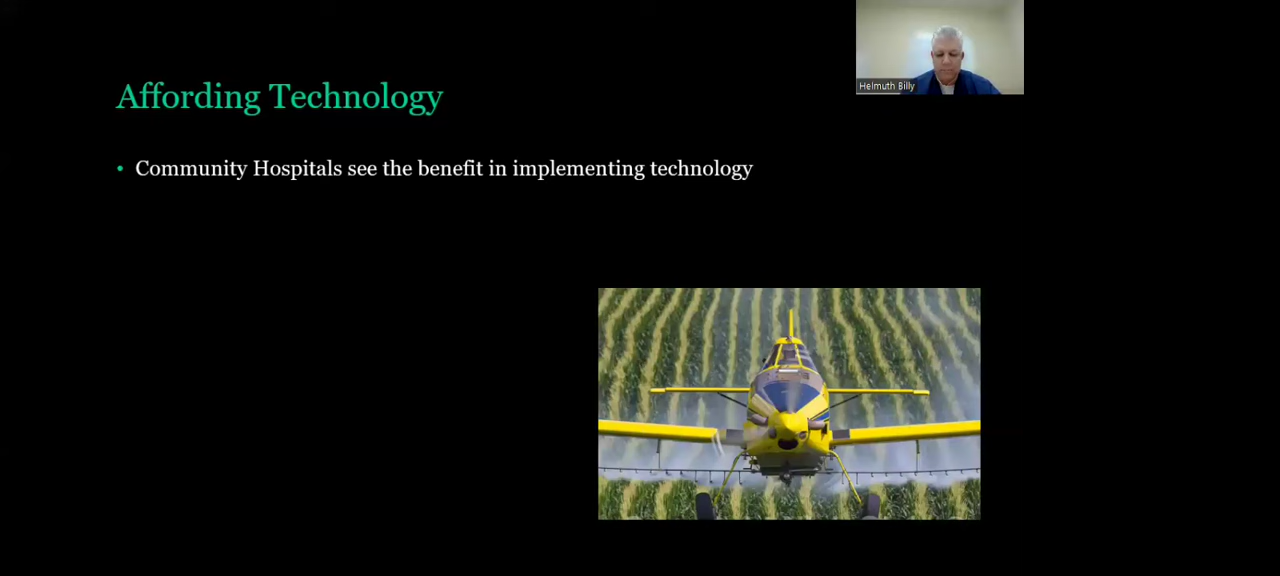 Helmuth Billy
Affording Technology
• Community Hospitals see the benefit in implementing technology